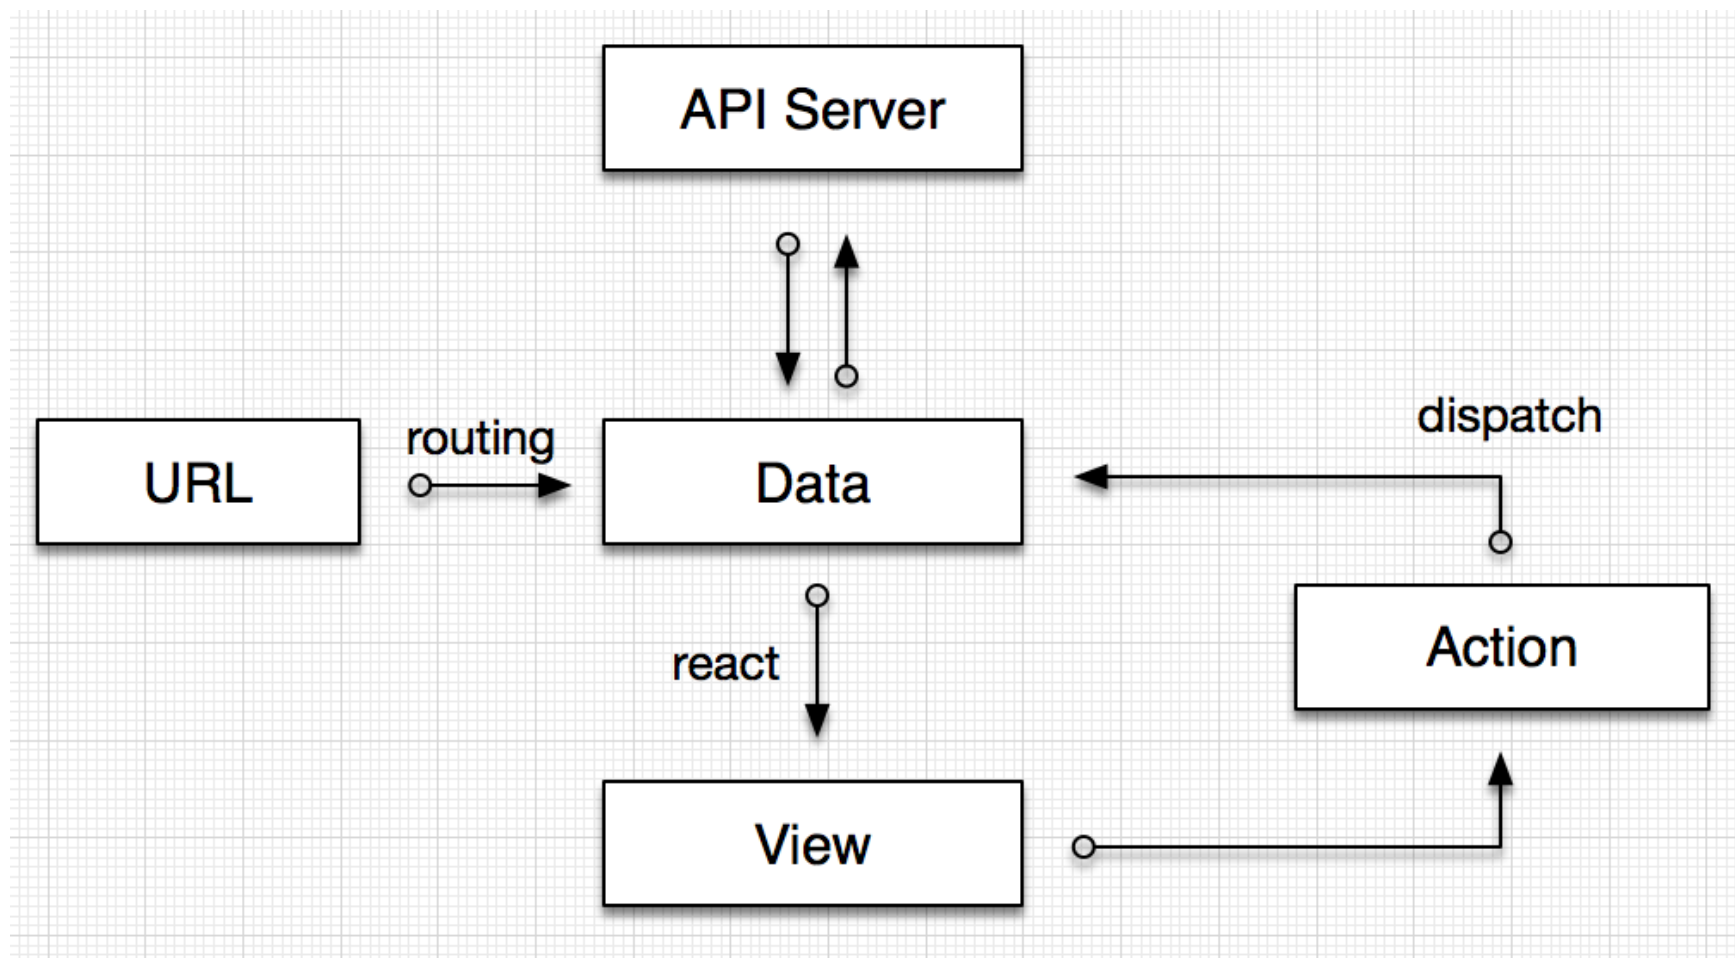 API Server
dispatch
routing
URL
Data
Action
react
View